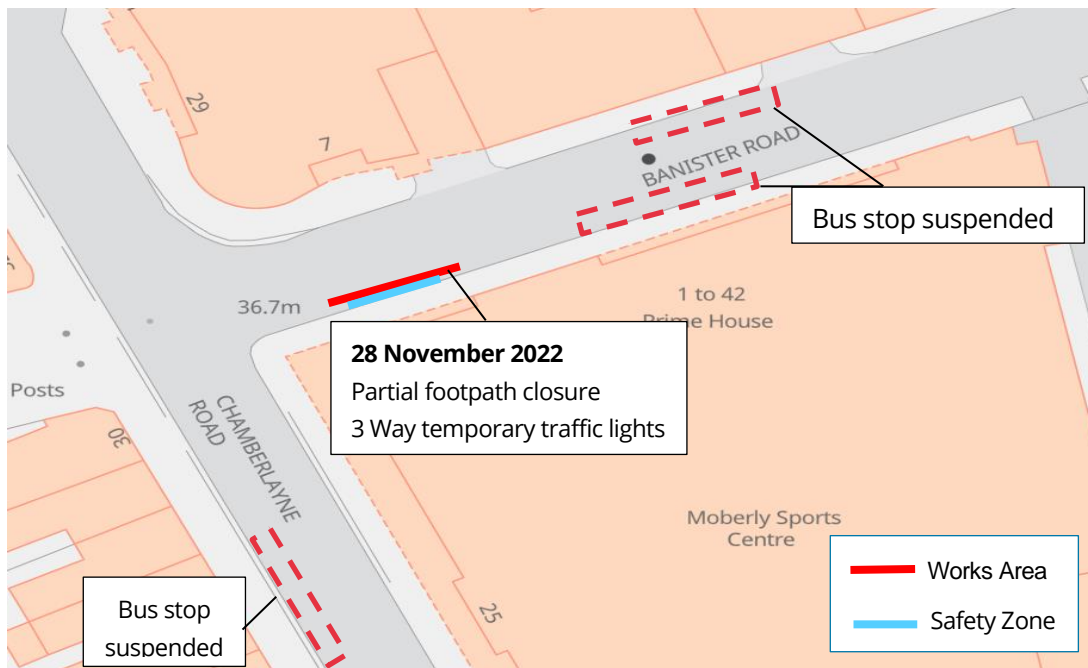 29
7
BANISTER ROAD
Bus stop suspended
36.7m
1 to 42
Prime House
28 November 2022
Partial footpath closure
3 Way temporary traffic lights
Posts
30
CHAMBERLAYNE
ROAD
Moberly Sports
Centre
Works Area
Safety Zone
25
Bus stop
suspended